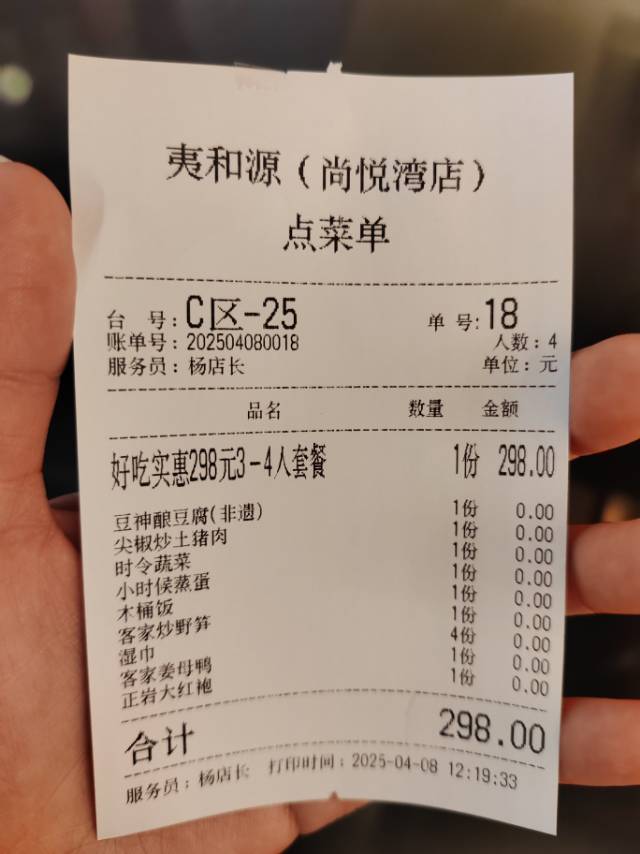 夷和源（尚悦湾店）
点菜单
台 号：C区-25 单 号：18
账单号：202504080018 人数：4
服务员：杨店长 单位：元
品名 数量 金额
好吃实惠298元3-4人套餐 1份 298.00
豆神酿豆腐(非遗) 1份 0.00
尖椒炒土猪肉 1份 0.00
时令蔬菜 1份 0.00
小时候蒸蛋 1份 0.00
木桶饭 1份 0.00
客家炒野笋 1份 0.00
湿巾 4份 0.00
客家姜母鸭 1份 0.00
正岩大红袍 1份 0.00
合计 298.00
服务员：杨店长 打印时间：2025-04-08 12:19:33